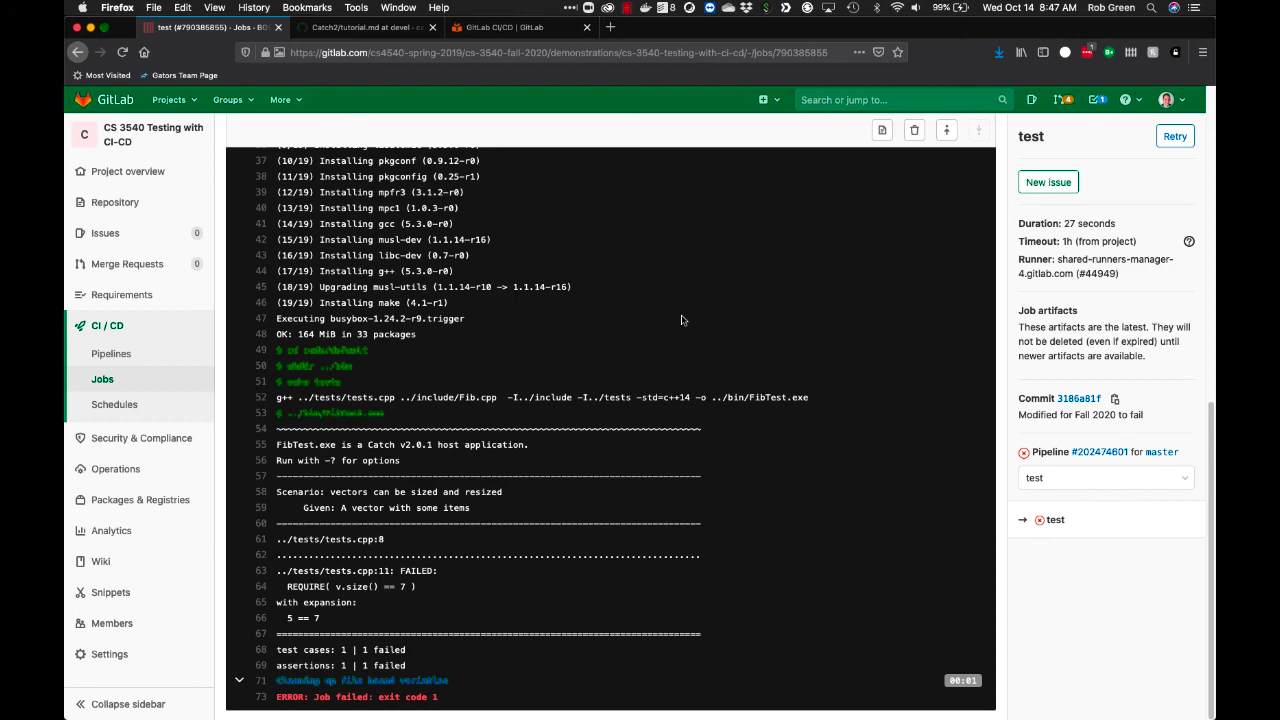 Firefox File Edit View History Bookmarks Tools Window Help
89% Wed Oct 14 8:47 AM Rob Green
test (#790385855) · Jobs · BG
Catch2/tutorial.md at devel · c
GitLab CI/CD | GitLab
https://gitlab.com/cs4540-spring-2019/cs-3540-fall-2020/demonstrations/cs-3540-testing-with-ci-cd/-/jobs/790385855
Most Visited
Gators Team Page
GitLab Projects Groups More
Search or jump to...
4
1
C
CS 3540 Testing with
CI-CD
Project overview
Repository
Issues 0
Merge Requests 0
Requirements
CI / CD
Pipelines
Jobs
Schedules
Security & Compliance
Operations
Packages & Registries
Analytics
Wiki
Snippets
Members
Settings
Collapse sidebar
37 (10/19) Installing pkgconf (0.9.12-r0)
38 (11/19) Installing pkgconfig (0.25-r1)
39 (12/19) Installing mpfr3 (3.1.2-r0)
40 (13/19) Installing mpc1 (1.0.3-r0)
41 (14/19) Installing gcc (5.3.0-r0)
42 (15/19) Installing musl-dev (1.1.14-r16)
43 (16/19) Installing libc-dev (0.7-r0)
44 (17/19) Installing g++ (5.3.0-r0)
45 (18/19) Upgrading musl-utils (1.1.14-r10 -> 1.1.14-r16)
46 (19/19) Installing make (4.1-r1)
47 Executing busybox-1.24.2-r9.trigger
48 OK: 164 MiB in 33 packages
49
50 $ mkdir ../bin
51 $ make tests
52 g++ ../tests/tests.cpp ../include/Fib.cpp -I../include -I../tests -std=c++14 -o ../bin/FibTest.exe
53 $ ../bin/FibTest.exe
54 ~~~~~~~~~~~~~~~~~~~~~~~~~~~~~~~~~~~~~~~~~~~~~~~~~~~~~~~~~~~~~~~~~~~~~~~~~~~~~~~
55 FibTest.exe is a Catch v2.0.1 host application.
56 Run with -? for options
57 -------------------------------------------------------------------------------
58 Scenario: vectors can be sized and resized
59 Given: A vector with some items
60 -------------------------------------------------------------------------------
61 ../tests/tests.cpp:8
62 ...............................................................................
63 ../tests/tests.cpp:11: FAILED:
64 REQUIRE( v.size() == 7 )
65 with expansion:
66 5 == 7
67 ===============================================================================
68 test cases: 1 | 1 failed
69 assertions: 1 | 1 failed
71 Cleaning up file based variables 00:01
73 ERROR: Job failed: exit code 1
test Retry
New issue
Duration: 27 seconds
Timeout: 1h (from project)
Runner: shared-runners-manager-
4.gitlab.com (#44949)
Job artifacts
These artifacts are the latest. They will
not be deleted (even if expired) until
newer artifacts are available.
Commit 3186a81f
Modified for Fall 2020 to fail
Pipeline #202474601 for master
test
→ test